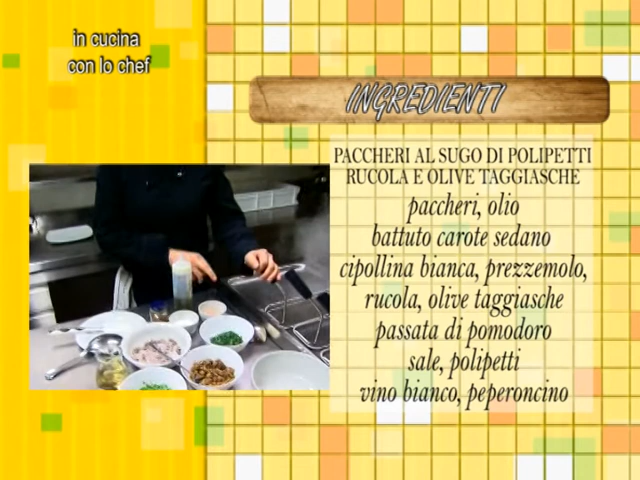 in cucina
con lo chef
INGREDIENTI
PACCHERI AL SUGO DI POLIPETTI
RUCOLA E OLIVE TAGGIASCHE
paccheri, olio
battuto carote sedano
cipollina bianca, prezzemolo,
rucola, olive taggiasche
passata di pomodoro
sale, polipetti
vino bianco, peperoncino